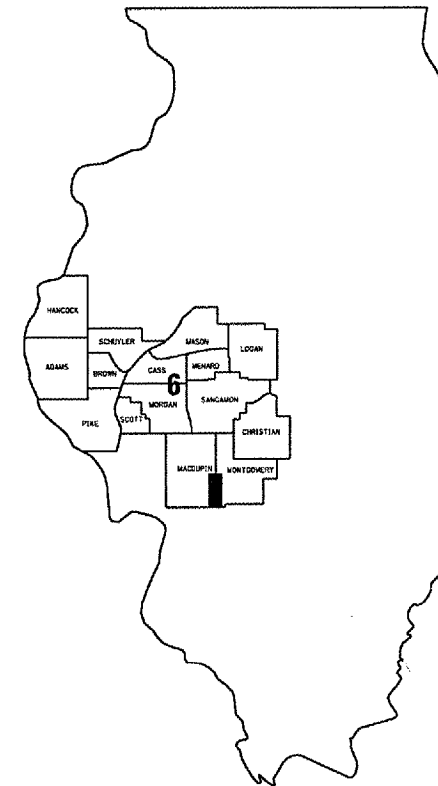 HANCOCK
SCHUYLER
MASON
LOGAN
ADAMS
BROWN
CASS
MENARD
6
MORGAN
SANGAMON
PIKE
SCOTT
CHRISTIAN
MACOUPIN
MONTGOMERY